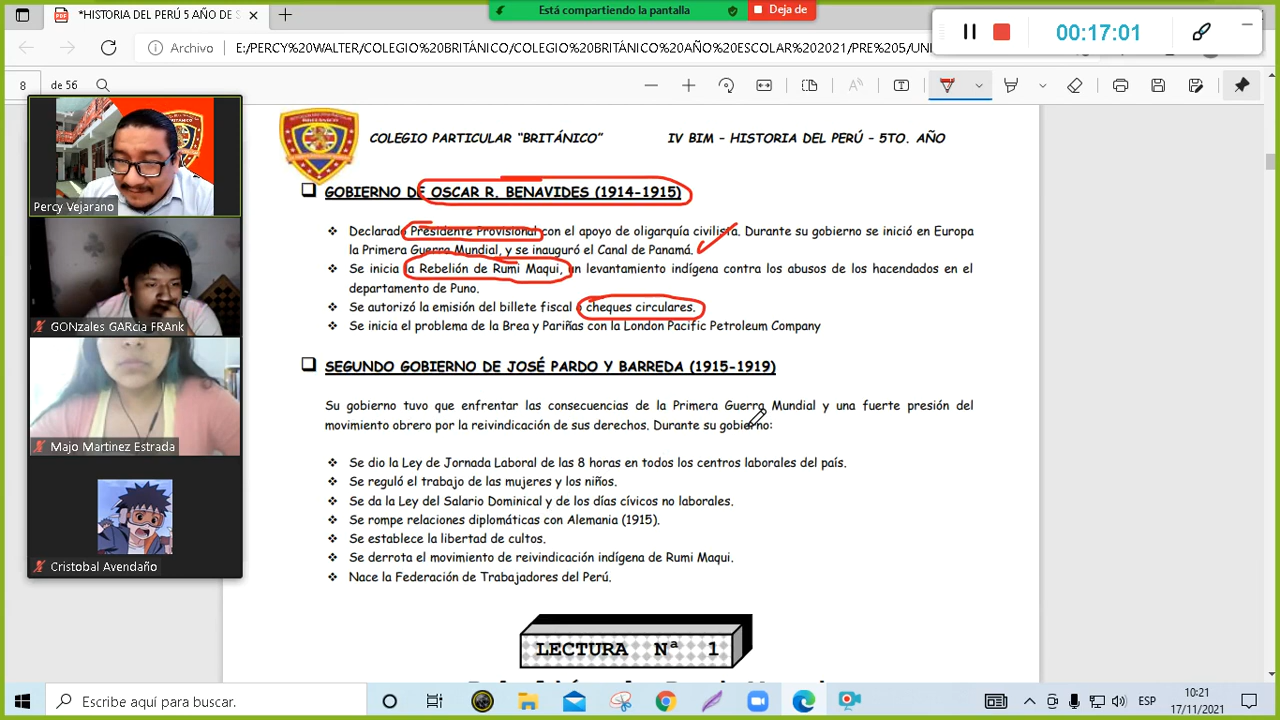 *HISTORIA DEL PERÚ 5 AÑO DE S
Está compartiendo la pantalla
Deja de
00:17:01
Archivo
E:/PERCY%20WALTER/COLEGIO%20BRITÁNICO/COLEGIO%20BRITÁNICO%20AÑO%20ESCOLAR%202021/PRE%205/UN
8 de 56
COLEGIO PARTICULAR "BRITÁNICO" IV BIM – HISTORIA DEL PERÚ – 5TO. AÑO
GOBIERNO DE OSCAR R. BENAVIDES (1914-1915)
Declarado Presidente Provisional con el apoyo de oligarquía civilista. Durante su gobierno se inició en Europa
la Primera Guerra Mundial, y se inauguró el Canal de Panamá.
Se inicia la Rebelión de Rumi Maqui, un levantamiento indígena contra los abusos de los hacendados en el
departamento de Puno.
Se autorizó la emisión del billete fiscal o cheques circulares.
Se inicia el problema de la Brea y Pariñas con la London Pacific Petroleum Company
SEGUNDO GOBIERNO DE JOSÉ PARDO Y BARREDA (1915-1919)
Su gobierno tuvo que enfrentar las consecuencias de la Primera Guerra Mundial y una fuerte presión del
movimiento obrero por la reivindicación de sus derechos. Durante su gobierno:
Se dio la Ley de Jornada Laboral de las 8 horas en todos los centros laborales del país.
Se reguló el trabajo de las mujeres y los niños.
Se da la Ley del Salario Dominical y de los días cívicos no laborales.
Se rompe relaciones diplomáticas con Alemania (1915).
Se establece la libertad de cultos.
Se derrota el movimiento de reivindicación indígena de Rumi Maqui.
Nace la Federación de Trabajadores del Perú.
LECTURA Nª 1
Percy Vejarano
GONzales GARcia FRAnk
Majo Martinez Estrada
Cristobal Avendaño
Escribe aquí para buscar.
ESP
10:21
17/11/2021